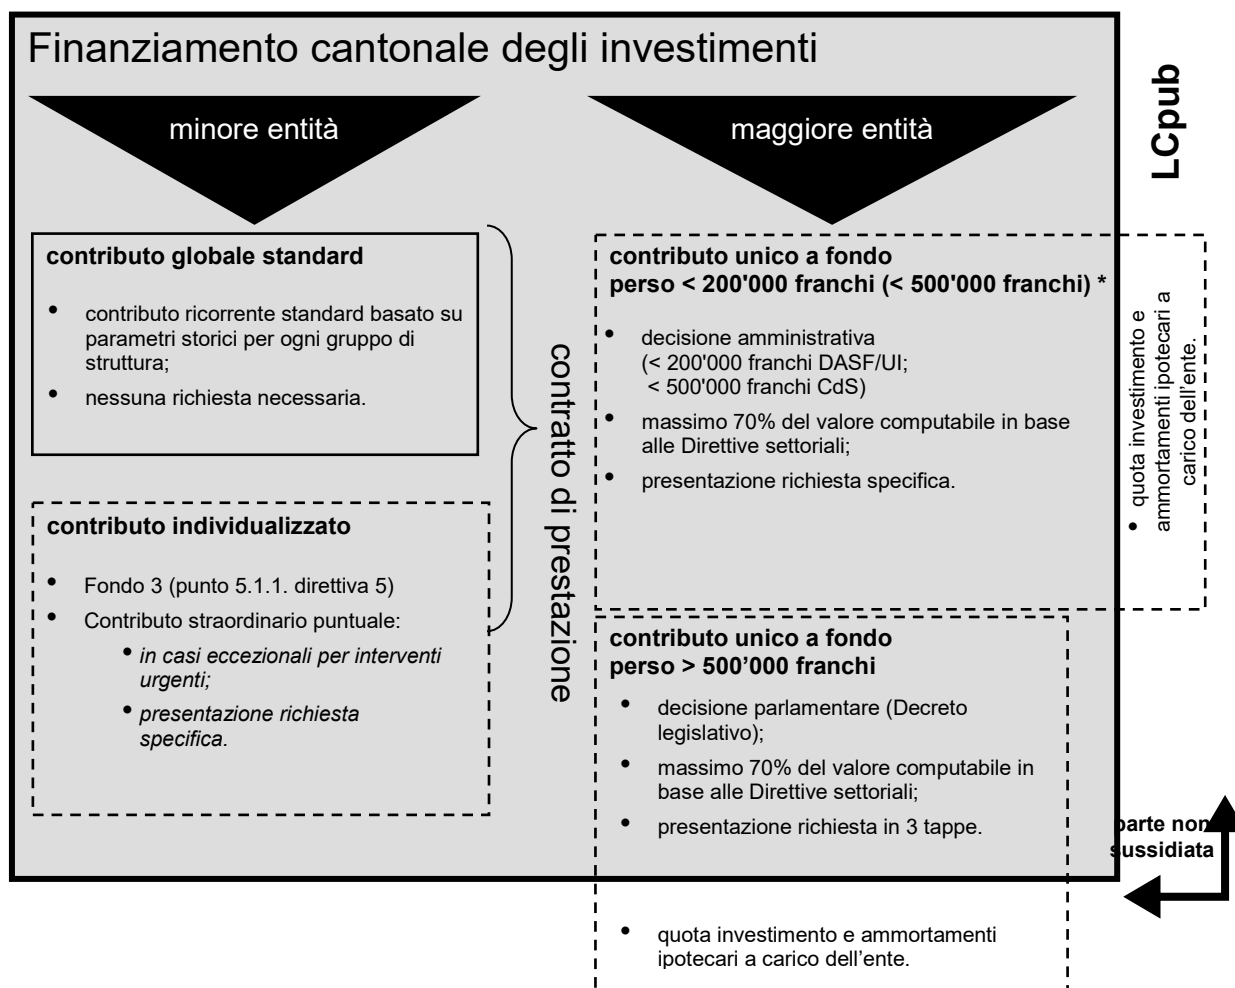 Finanziamento cantonale degli investimenti
minore entità
maggiore entità
LCpub
contributo globale standard
• contributo ricorrente standard basato su
parametri storici per ogni gruppo di
struttura;
• nessuna richiesta necessaria.
contributo individualizzato
• Fondo 3 (punto 5.1.1. direttiva 5)
• Contributo straordinario puntuale:
• in casi eccezionali per interventi
urgenti;
• presentazione richiesta
specifica.
contratto di prestazione
contributo unico a fondo
perso < 200'000 franchi (< 500'000 franchi) *
• decisione amministrativa
(< 200'000 franchi DASF/UI;
< 500'000 franchi CdS)
• massimo 70% del valore computabile in base
alle Direttive settoriali;
• presentazione richiesta specifica.
• quota investimento e
ammortamenti ipotecari a
carico dell'ente.
contributo unico a fondo
perso > 500’000 franchi
• decisione parlamentare (Decreto
legislativo);
• massimo 70% del valore computabile in
base alle Direttive settoriali;
• presentazione richiesta in 3 tappe.
parte non
sussidiata
• quota investimento e ammortamenti
ipotecari a carico dell’ente.